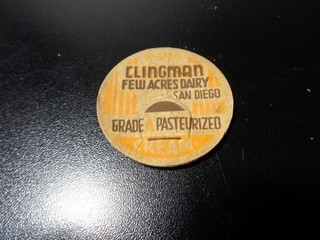 CLINGMAN
FEW ACRES DAIRY
SAN DIEGO
GRADE A PASTEURIZED